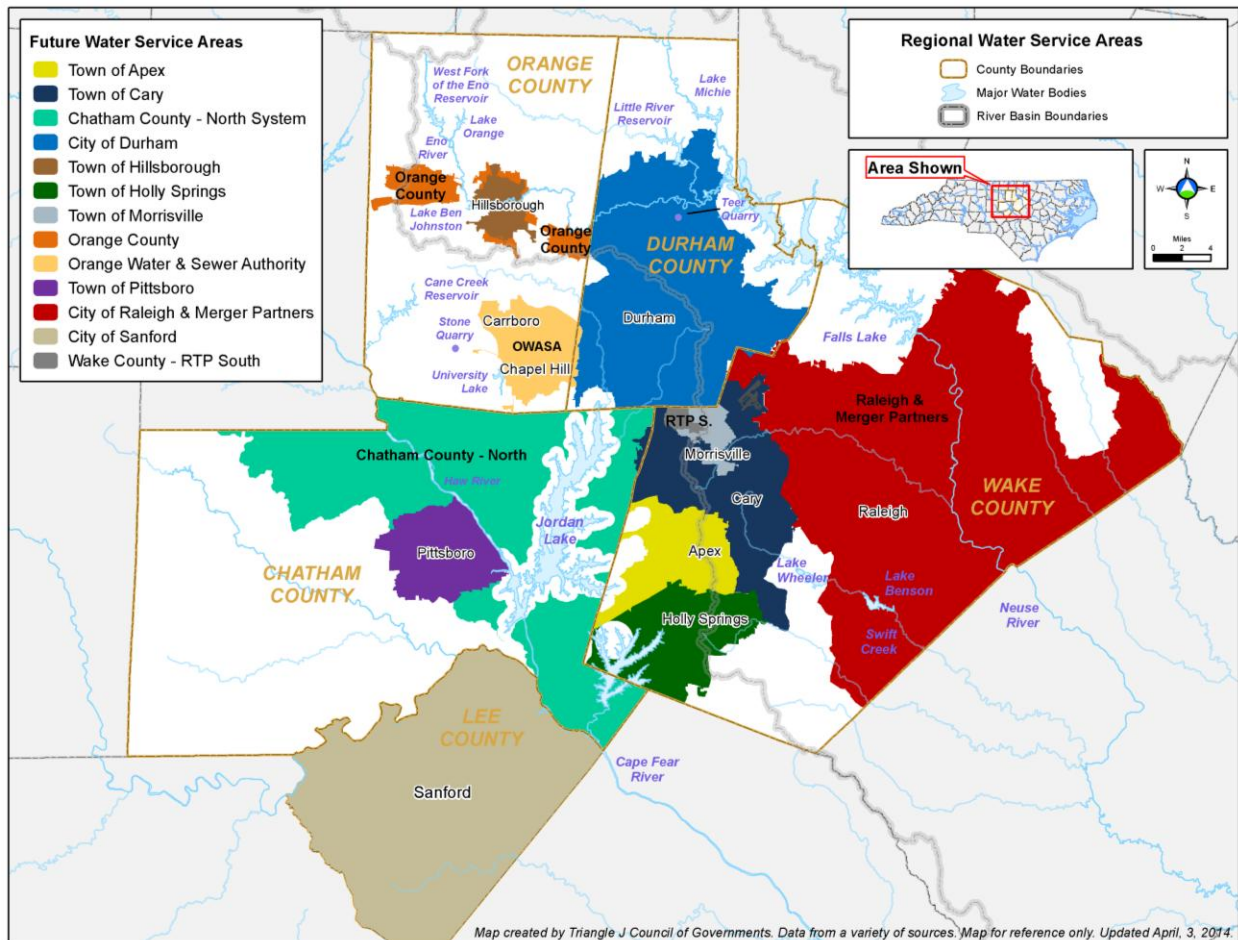 Future Water Service Areas
Town of Apex
Town of Cary
Chatham County - North System
City of Durham
Town of Hillsborough
Town of Holly Springs
Town of Morrisville
Orange County
Orange Water & Sewer Authority
Town of Pittsboro
City of Raleigh & Merger Partners
City of Sanford
Wake County - RTP South
Regional Water Service Areas
County Boundaries
Major Water Bodies
River Basin Boundaries
Area Shown
N
W
E
S
Miles
0 2 4
ORANGE
COUNTY
West Fork
of the Eno
Reservoir
Lake
Orange
Eno
River
Little River
Reservoir
Lake
Michie
Orange
County
Hillsborough
Lake Ben
Johnston
Orange
County
Teer
Quarry
DURHAM
COUNTY
Cane Creek
Reservoir
Stone
Quarry
University
Lake
Carrboro
OWASA
Chapel Hill
Durham
Falls Lake
Raleigh &
Merger Partners
RTP S.
Morrisville
Chatham County - North
Haw River
Cary
WAKE
COUNTY
Raleigh
Jordan
Lake
Pittsboro
Apex
Lake
Wheeler
CHATHAM
COUNTY
Lake
Benson
Holly Springs
Neuse
River
Swift
Creek
LEE
COUNTY
Cape Fear
River
Sanford
Map created by Triangle J Council of Governments. Data from a variety of sources. Map for reference only. Updated April, 3, 2014.